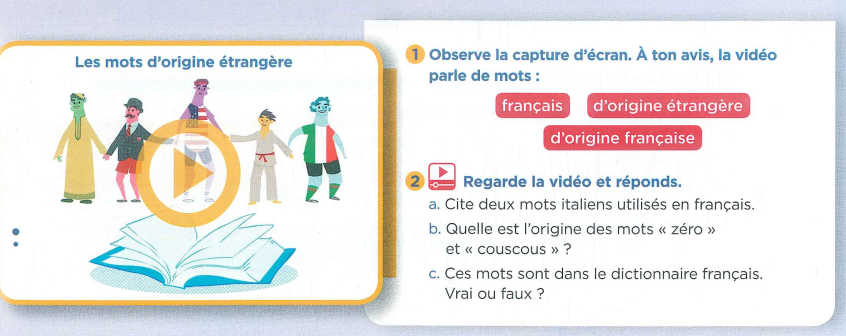 Les mots d'origine étrangère
1 Observe la capture d'écran. À ton avis, la vidéo
parle de mots :
français
d'origine étrangère
d'origine française
2 Regarde la vidéo et réponds.
a. Cite deux mots italiens utilisés en français.
b. Quelle est l'origine des mots « zéro »
et « couscous » ?
c. Ces mots sont dans le dictionnaire français.
Vrai ou faux ?